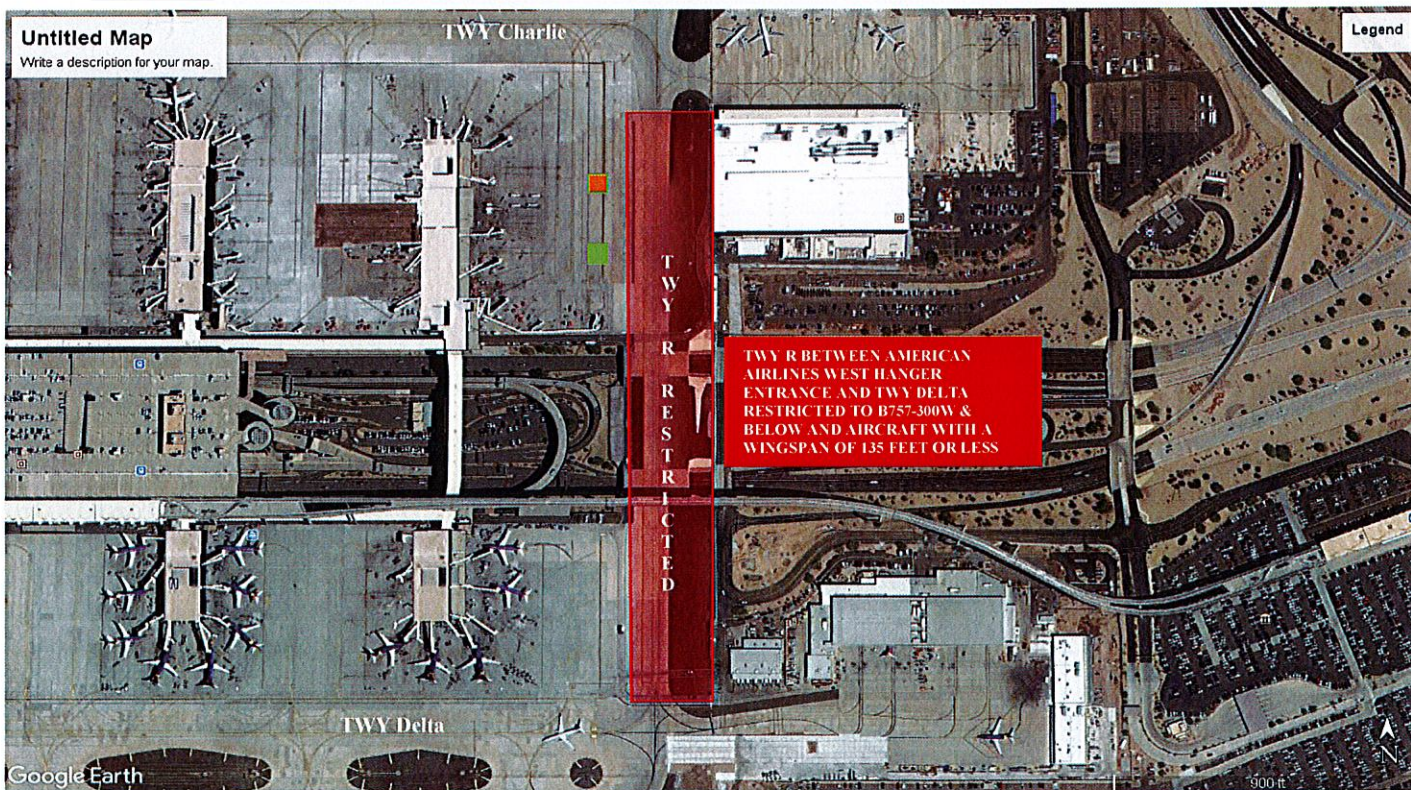 Untitled Map
Write a description for your map.
TWY Charlie
Legend
TWY R RESTRICTED
TWY R BETWEEN AMERICAN
AIRLINES WEST HANGER
ENTRANCE AND TWY DELTA
RESTRICTED TO B757-300W &
BELOW AND AIRCRAFT WITH A
WINGSPAN OF 135 FEET OR LESS
TWY Delta
Google Earth
N
900 ft